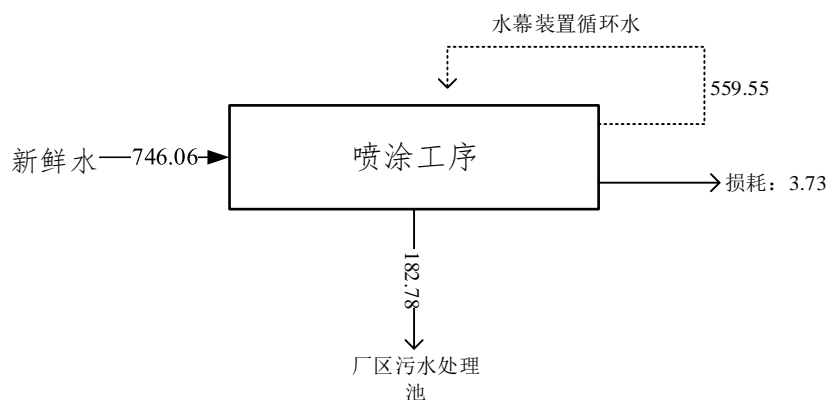 水幕装置循环水
559.55
新鲜水
746.06
喷涂工序
损耗：3.73
182.78
厂区污水处理
池